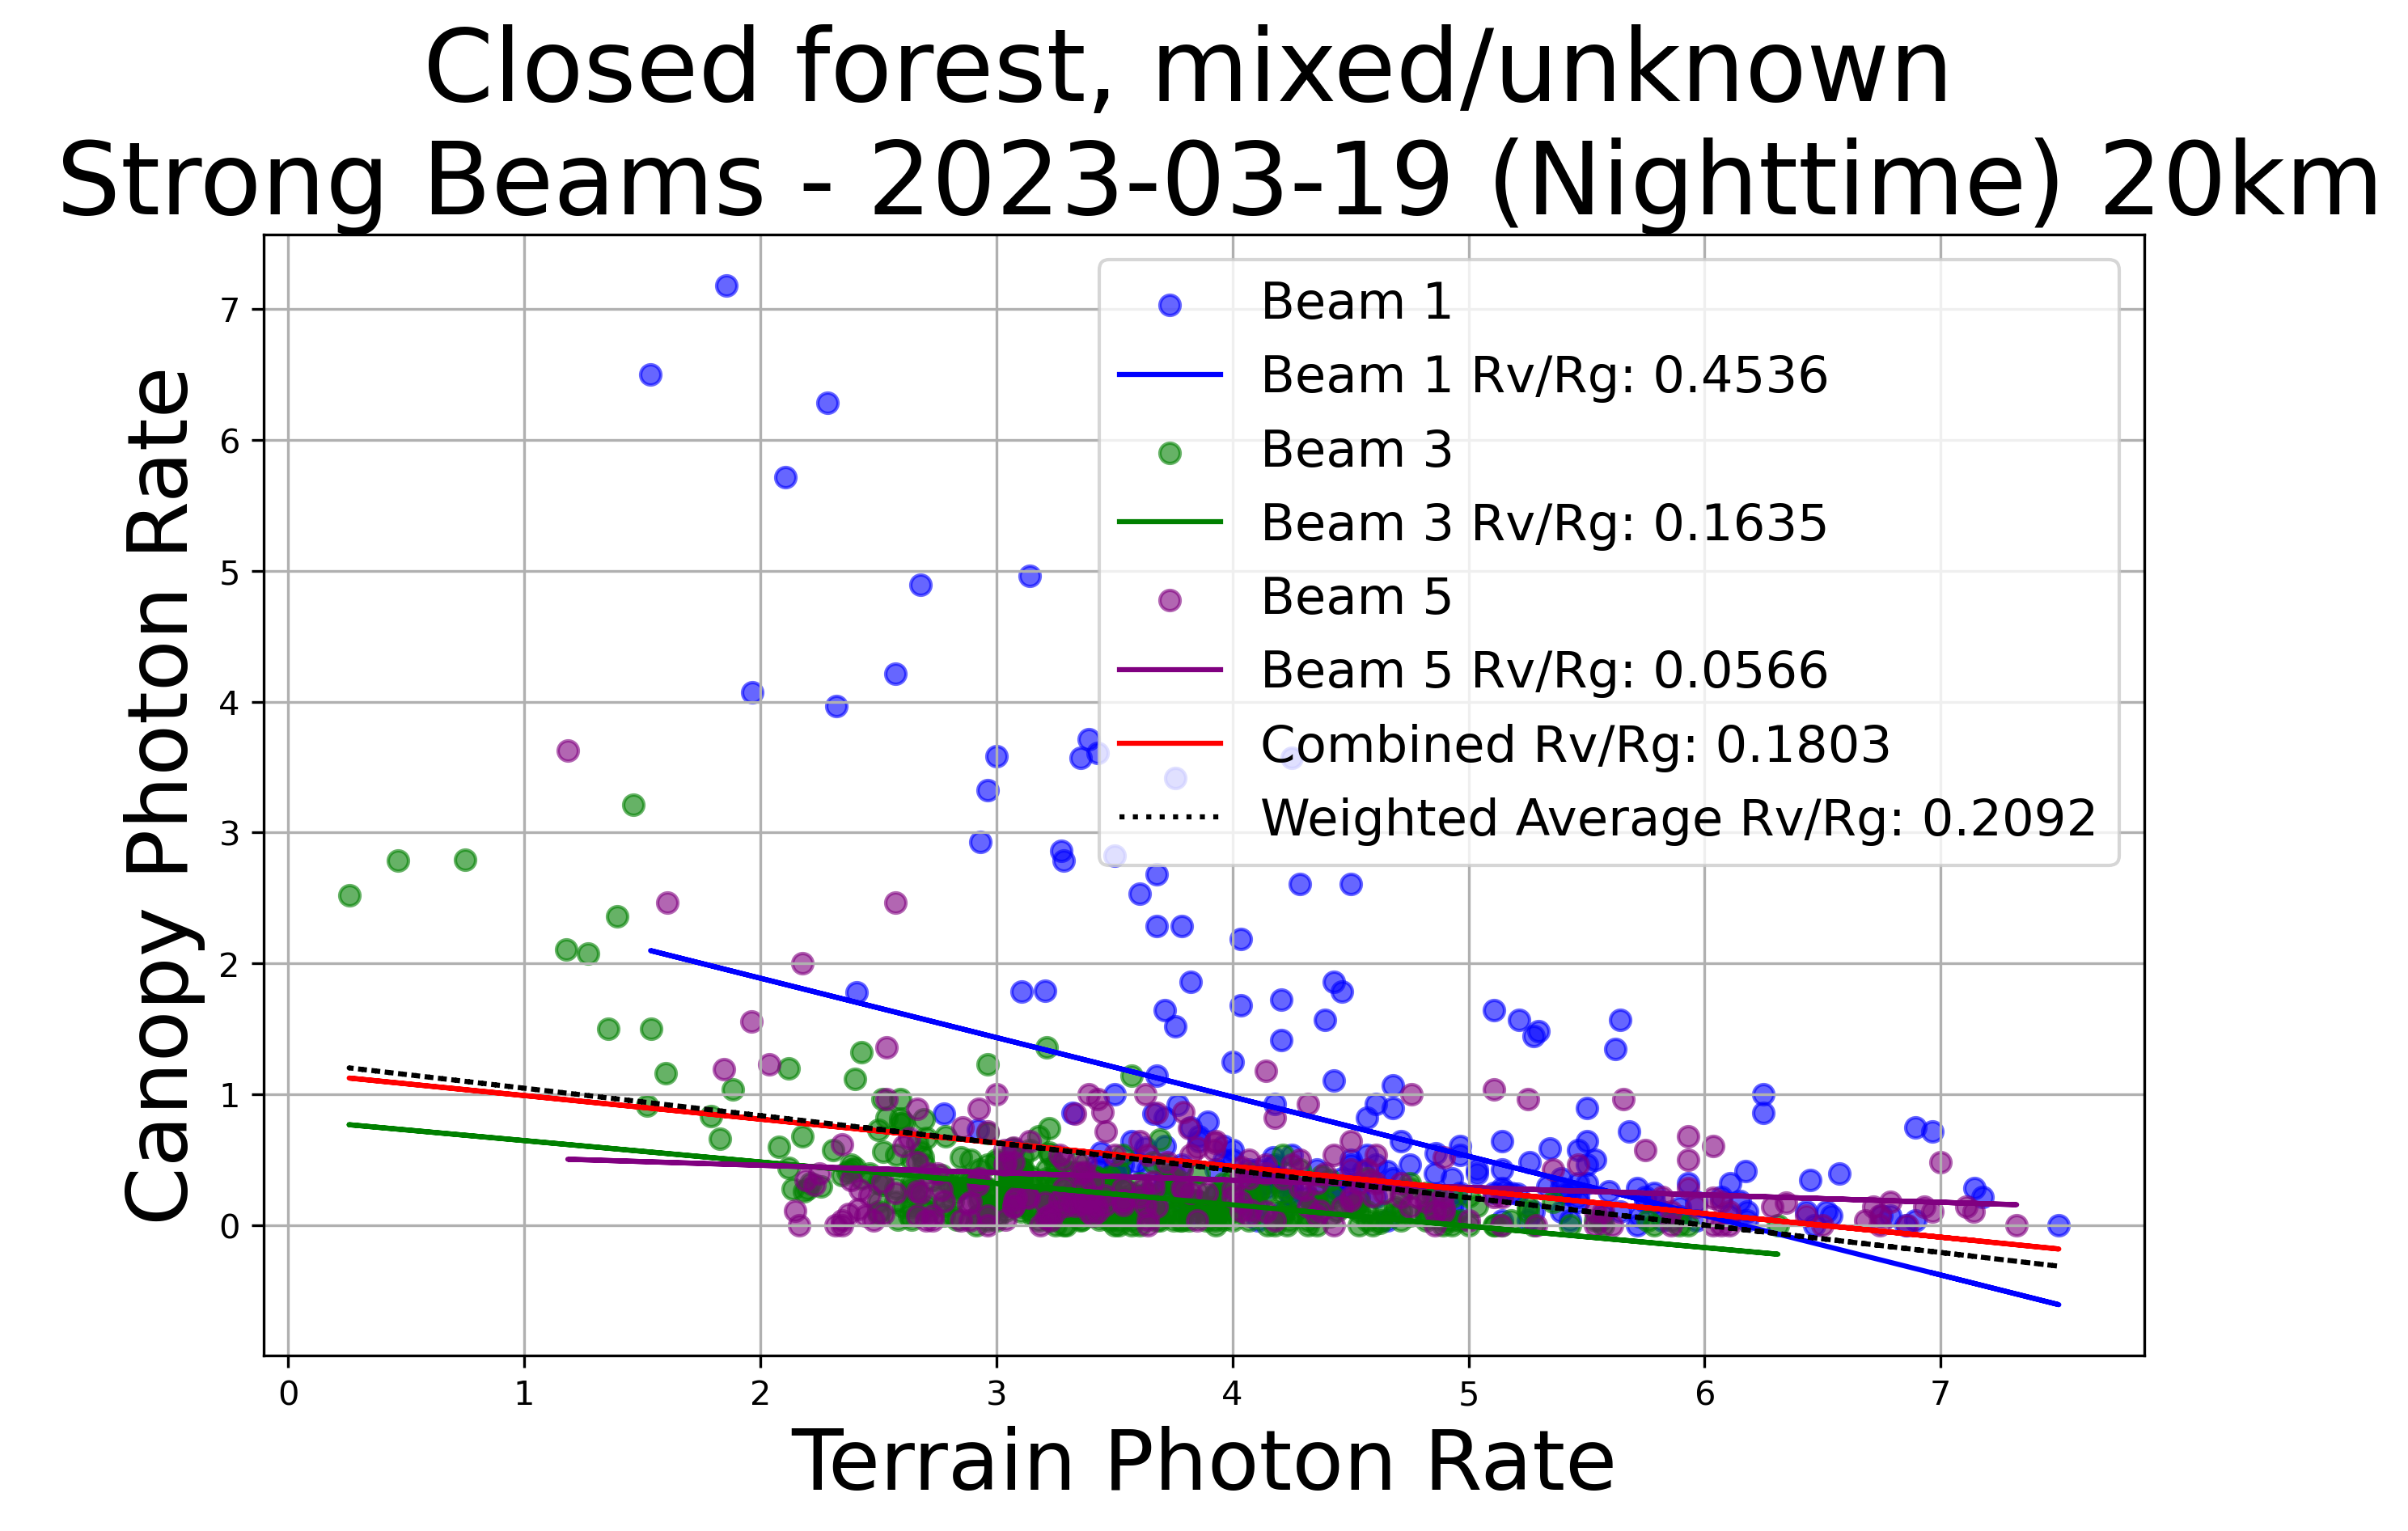 Closed forest, mixed/unknown
Strong Beams - 2023-03-19 (Nighttime) 20km
Canopy Photon Rate
7
6
5
4
3
2
1
0
Beam 1
Beam 1 Rv/Rg: 0.4536
Beam 3
Beam 3 Rv/Rg: 0.1635
Beam 5
Beam 5 Rv/Rg: 0.0566
Combined Rv/Rg: 0.1803
Weighted Average Rv/Rg: 0.2092
0 1 2 3 4 5 6 7
Terrain Photon Rate